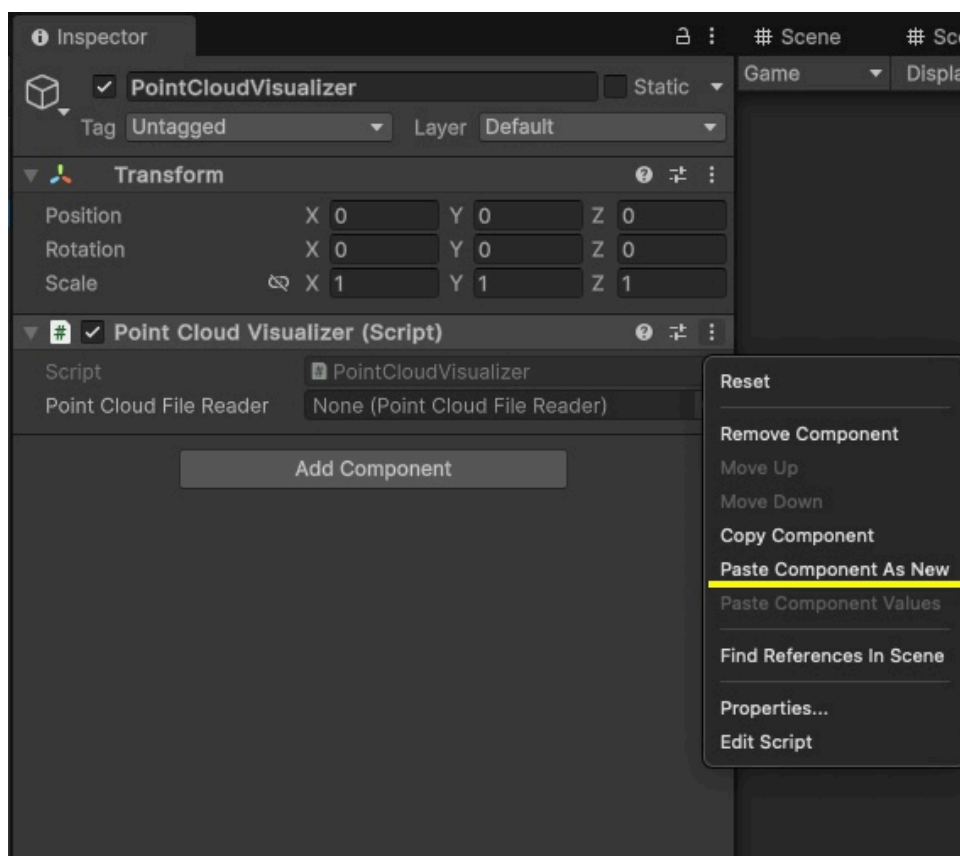 Inspector
# Scene
# Sc
PointCloudVisualizer
Static
Game
Displa
Tag Untagged
Layer Default
Transform
Position X 0 Y 0 Z 0
Rotation X 0 Y 0 Z 0
Scale X 1 Y 1 Z 1
# Point Cloud Visualizer (Script)
Script PointCloudVisualizer
Point Cloud File Reader None (Point Cloud File Reader)
Add Component
Reset
Remove Component
Move Up
Move Down
Copy Component
Paste Component As New
Paste Component Values
Find References In Scene
Properties...
Edit Script